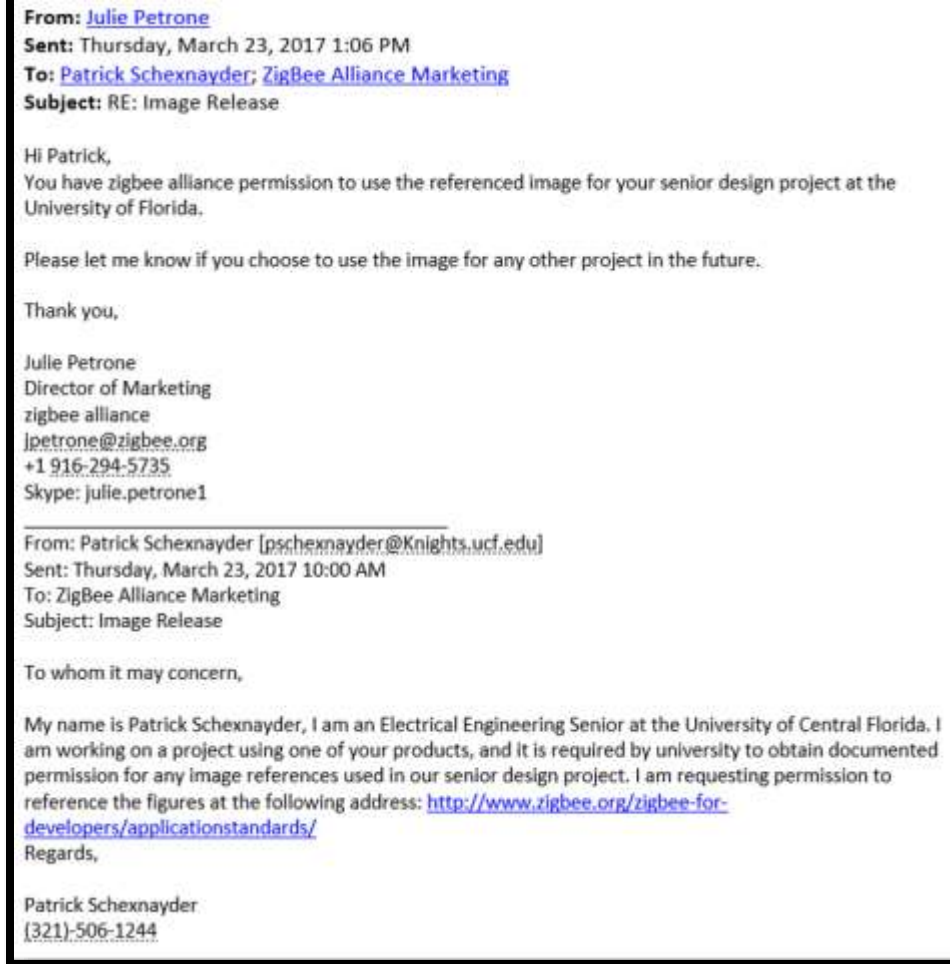 From: Julie Petrone
Sent: Thursday, March 23, 2017 1:06 PM
To: Patrick Schexnayder; ZigBee Alliance Marketing
Subject: RE: Image Release
Hi Patrick,
You have zigbee alliance permission to use the referenced image for your senior design project at the
University of Florida.
Please let me know if you choose to use the image for any other project in the future.
Thank you,
Julie Petrone
Director of Marketing
zigbee alliance
jpetrone@zigbee.org
+1 916-294-5735
Skype: julie.petrone1
From: Patrick Schexnayder [pschexnayder@Knights.ucf.edu]
Sent: Thursday, March 23, 2017 10:00 AM
To: ZigBee Alliance Marketing
Subject: Image Release
To whom it may concern,
My name is Patrick Schexnayder, I am an Electrical Engineering Senior at the University of Central Florida. I
am working on a project using one of your products, and it is required by university to obtain documented
permission for any image references used in our senior design project. I am requesting permission to
reference the figures at the following address: http://www.zigbee.org/zigbee-for-
developers/applicationstandards/
Regards,
Patrick Schexnayder
(321)-506-1244